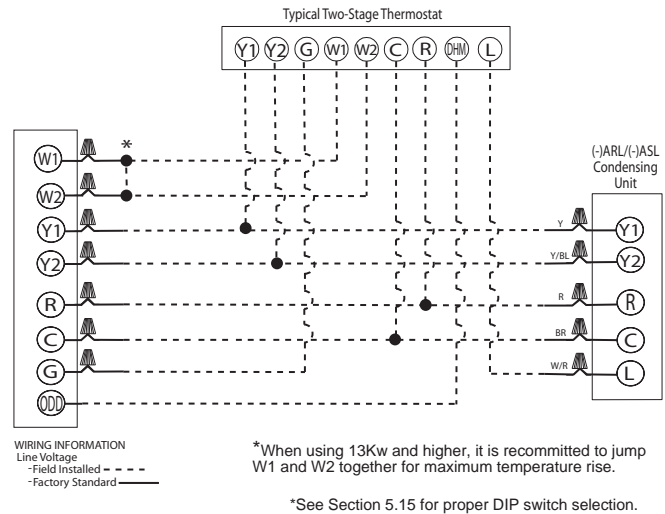 Typical Two-Stage Thermostat
Y1 Y2 G W1 W2 C R DHM L
*
W1
W2
Y1
Y2
R
C
G
ODD
(-)ARL/(-)ASL
Condensing
Unit
Y Y1
Y/BL Y2
R R
BR C
W/R L
WIRING INFORMATION
Line Voltage
-Field Installed
-Factory Standard
*When using 13Kw and higher, it is recommitted to jump
W1 and W2 together for maximum temperature rise.
*See Section 5.15 for proper DIP switch selection.